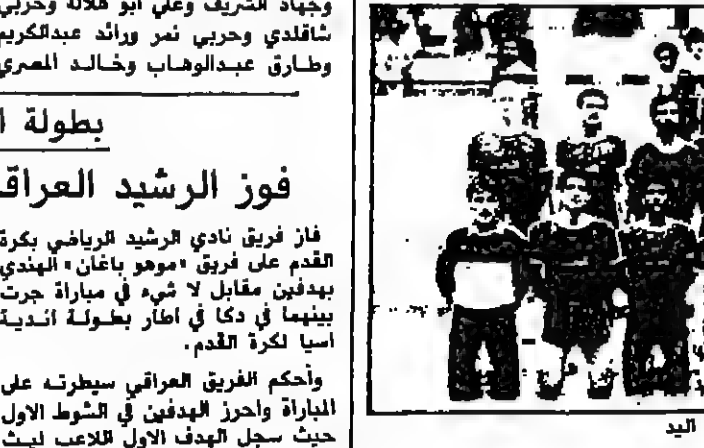 وجهاد الشريف وعلي ابو هلاله وحربي
شاقلدي وحربي نمر ورائد عبدالكريم
وطارق عبدالوهاب وخالد المصري
بطولة ا
فوز الرشيد العراق
فاز فريق نادي الرشيد الرياضي بكرة
القدم على فريق «موهو باغان» الهندي
بهدفين مقابل لا شيء في مباراة جرت
بينهما في دكا في اطار بطولة اندية
اسيا لكرة القدم.
وأحكم الفريق العراقي سيطرته على
المباراة واحرز الهدفين في الشوط الاول
حيث سجل الهدف الاول اللاعب ليث
اليد